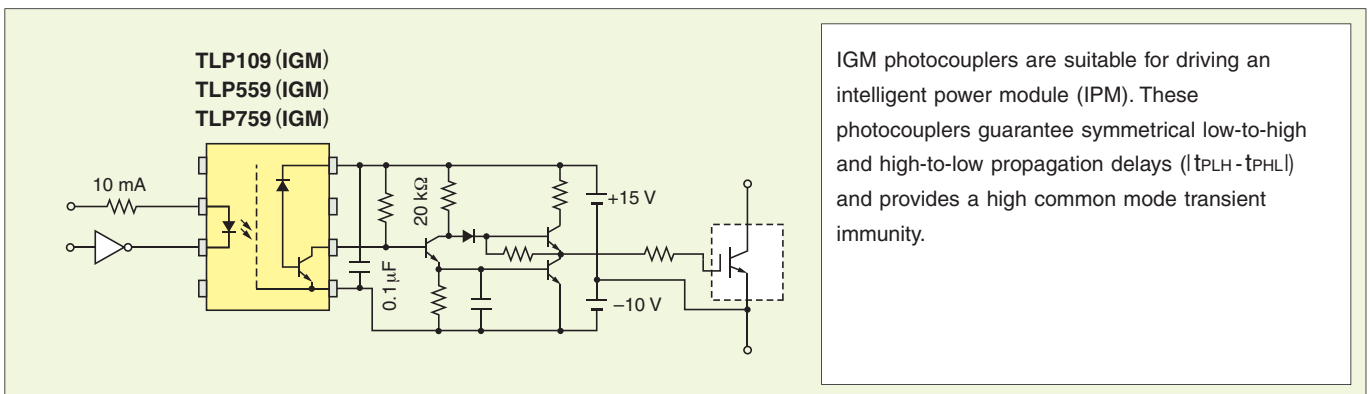 TLP109 (IGM)
TLP559 (IGM)
TLP759 (IGM)
10 mA
20 kΩ
0.1μF
+15 V
–10 V
IGM photocouplers are suitable for driving an
intelligent power module (IPM). These
photocouplers guarantee symmetrical low-to-high
and high-to-low propagation delays (|tPLH - tPHL|)
and provides a high common mode transient
immunity.